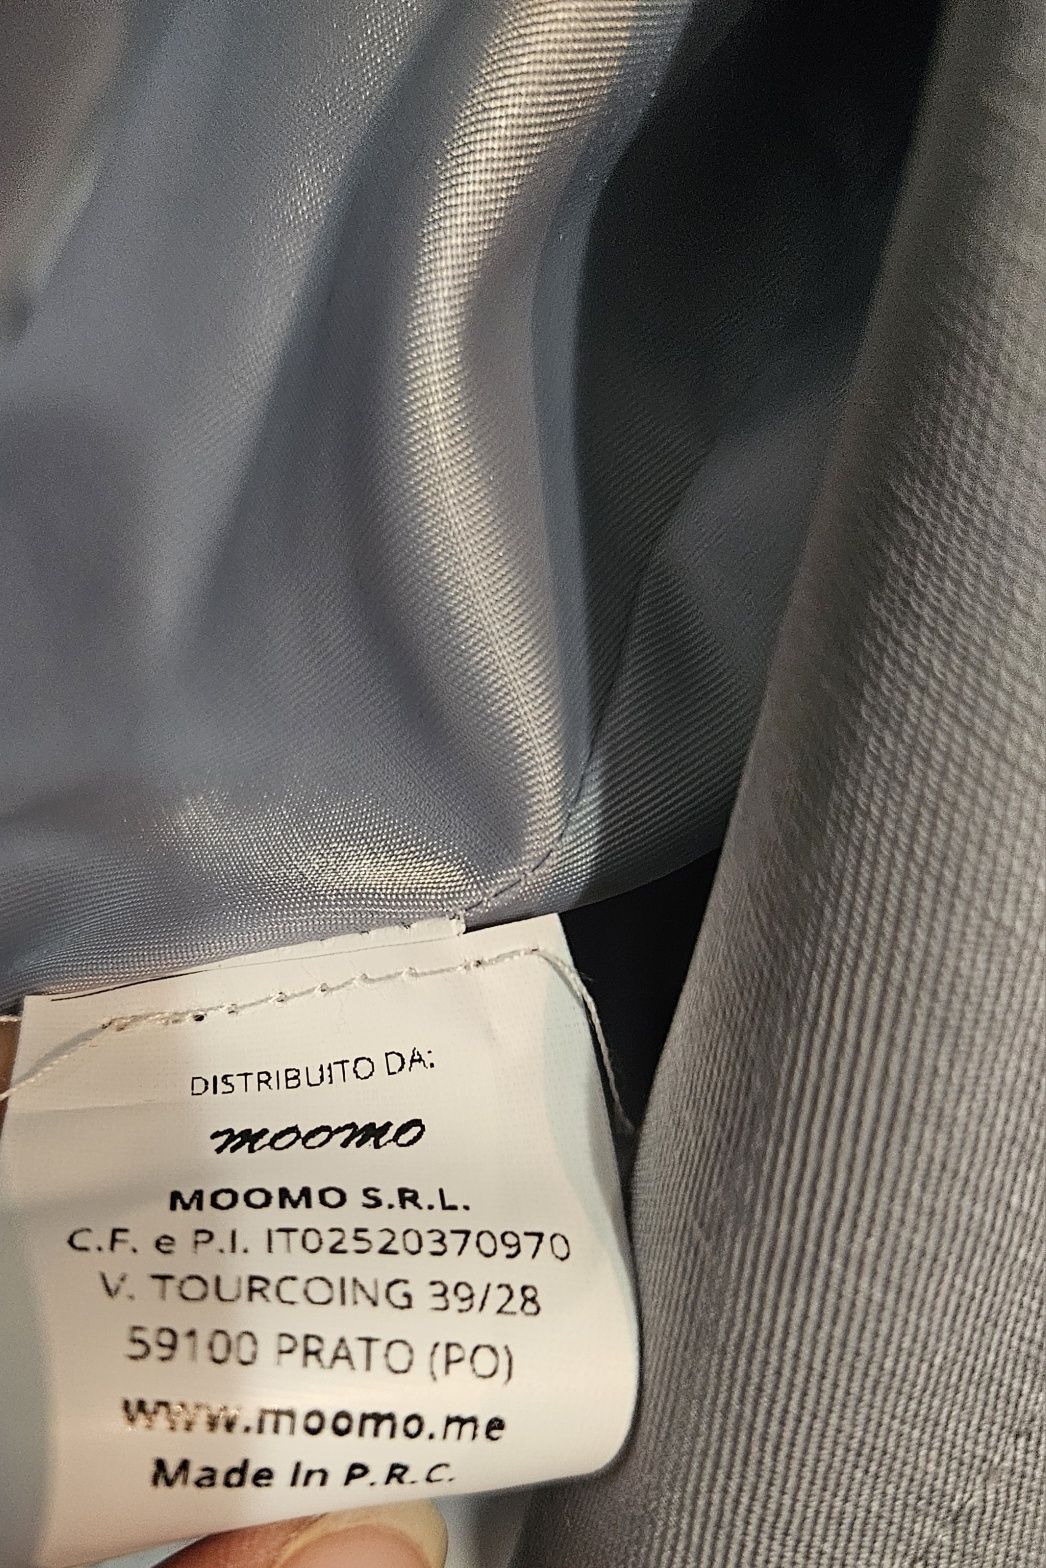 DISTRIBUITO DA:
moomo
MOOMO S.R.L.
C.F. e P.I. IT02520370970
V. TOURCOING 39/28
59100 PRATO (PO)
www.moomo.me
Made In P.R.C.